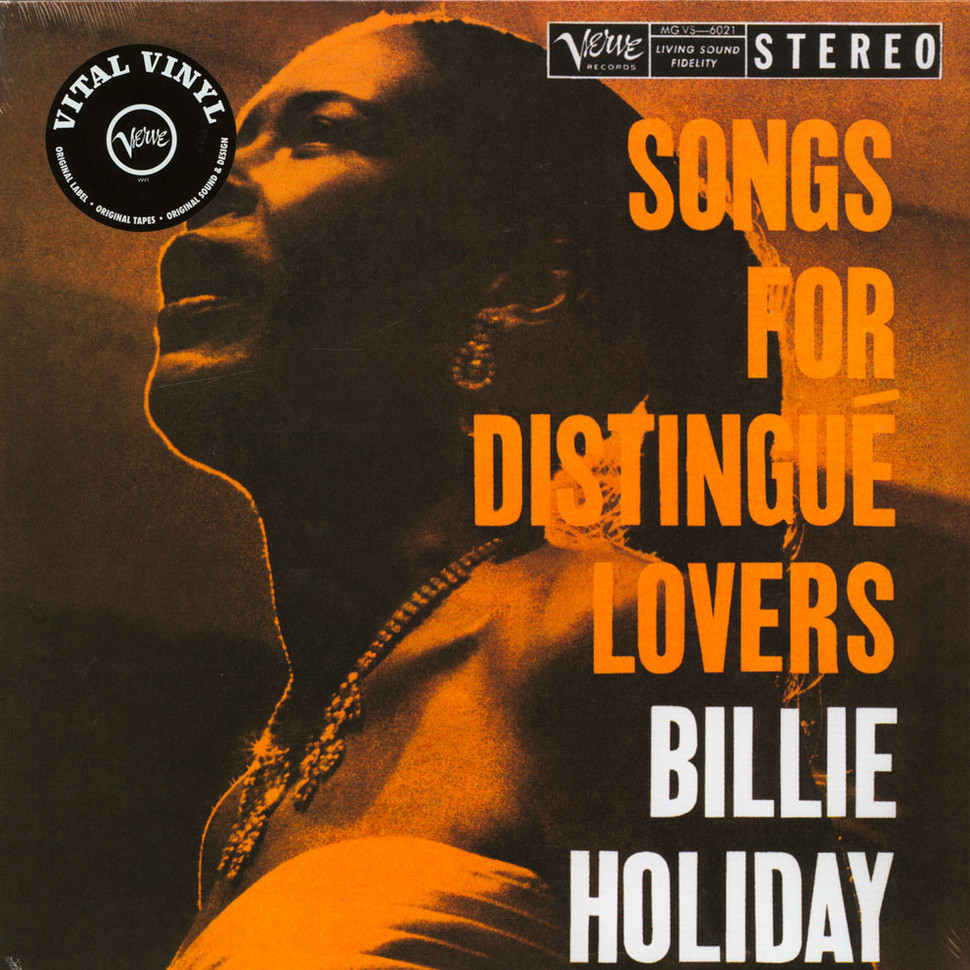 VITAL VINYL
Verve
VVV1
ORIGINAL LABEL • ORIGINAL TAPES • ORIGINAL SOUND & DESIGN
Verve
RECORDS
MG VS—6021
LIVING SOUND
FIDELITY
STEREO
SONGS
FOR
DISTINGUÉ
LOVERS
BILLIE
HOLIDAY